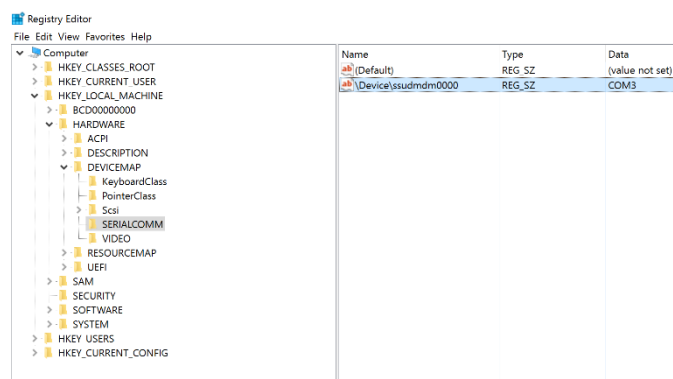 Registry Editor
File Edit View Favorites Help
Computer
HKEY_CLASSES_ROOT
HKEY_CURRENT_USER
HKEY_LOCAL_MACHINE
BCD00000000
HARDWARE
ACPI
DESCRIPTION
DEVICEMAP
KeyboardClass
PointerClass
Scsi
SERIALCOMM
VIDEO
RESOURCEMAP
UEFI
SAM
SECURITY
SOFTWARE
SYSTEM
HKEY_USERS
HKEY_CURRENT_CONFIG
Name Type Data
ab (Default) REG_SZ (value not set)
ab \Device\ssudmdm0000 REG_SZ COM3